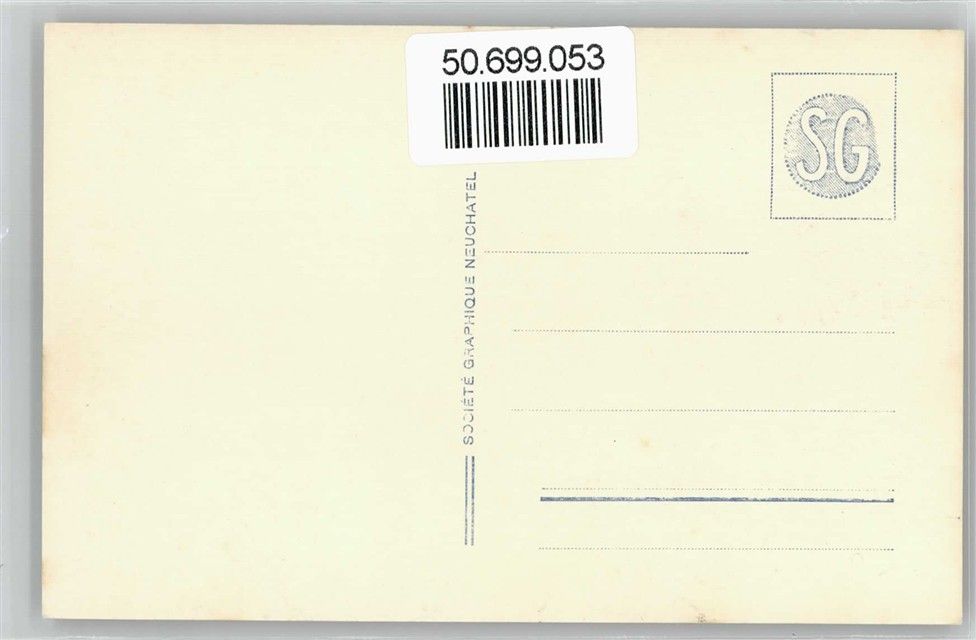 50.699.053
SG
SOCIÉTÉ GRAPHIQUE NEUCHATEL